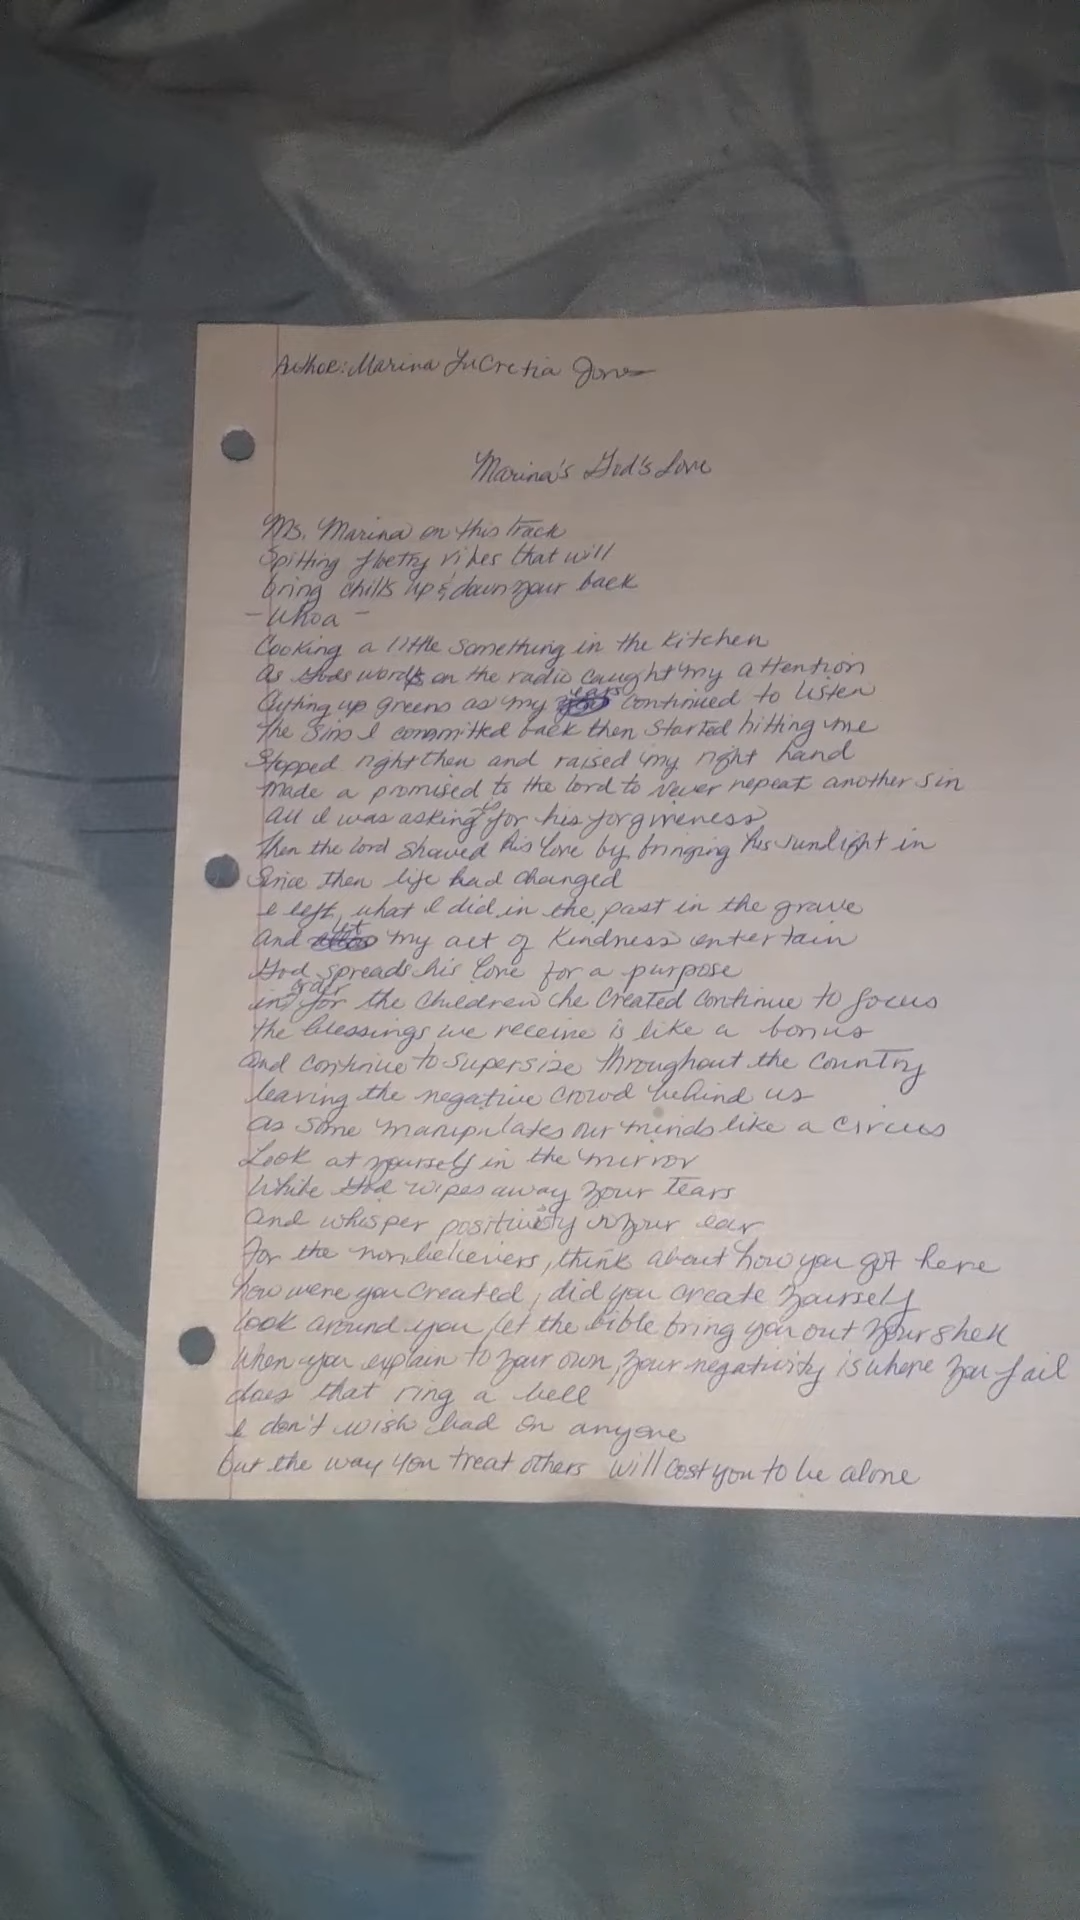 Author: Marina LuCretia Jones
Marina's God's Love
Ms. Marina on this track
Spitting floetry vibes that will
bring chills up & down your back
- Whoa -
Cooking a little something in the kitchen
As Gods words on the radio caught my attention
Cutting up greens as my ears continued to listen
The sins I committed back then started hitting me
Stopped right then and raised my right hand
Made a promised to the lord to never repeat another sin
All I was asking is for his forgiveness
Then the lord showed his love by bringing his sunlight in
Since then life had changed
I left what I did in the past in the grave
And let my act of kindness entertain
God spreads his love for a purpose
in order for the children he created continue to focus
The blessings we receive is like a bonus
And continue to supersize throughout the country
leaving the negative crowd behind us
as some manipulates our minds like a circus
Look at yourself in the mirror
While God wipes away your tears
And whisper positivity in your ear
For the nonbelievers, think about how you got here
how were you created, did you create yourself
look around you, let the bible bring you out your shell
When you explain to your own, your negativity is where you fail
does that ring a bell
I don't wish bad on anyone
but the way you treat others will cost you to be alone